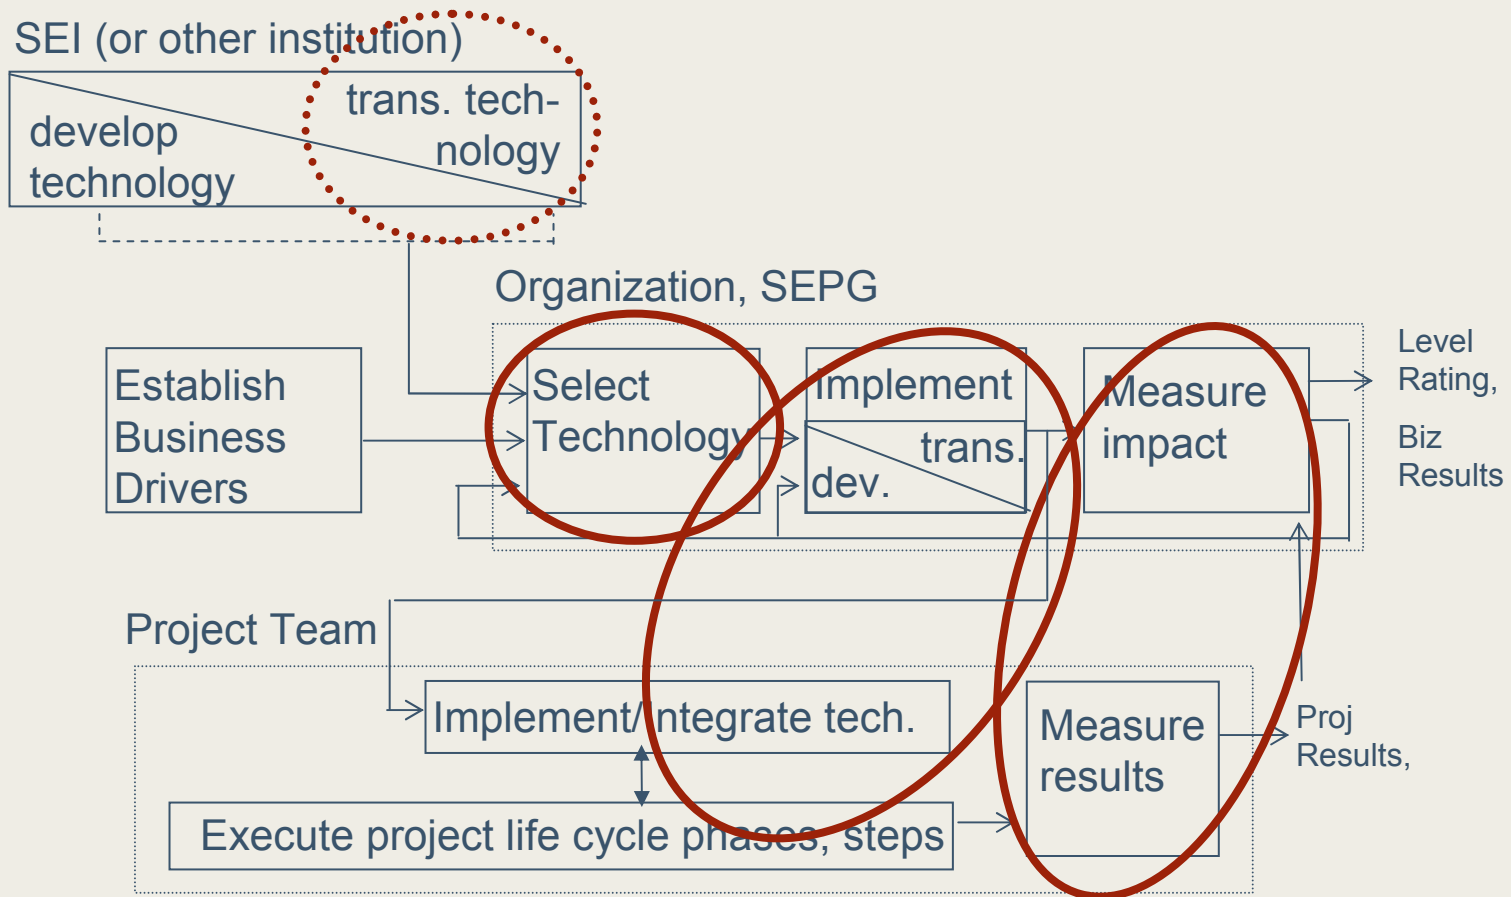 SEI (or other institution)
trans. tech-
nology
develop
technology
Organization, SEPG
Establish
Business
Drivers
Select
Technology
Implement
trans.
dev.
Measure
impact
Level
Rating,
Biz
Results
Project Team
Implement/Integrate tech.
Measure
results
Proj
Results,
Execute project life cycle phases, steps